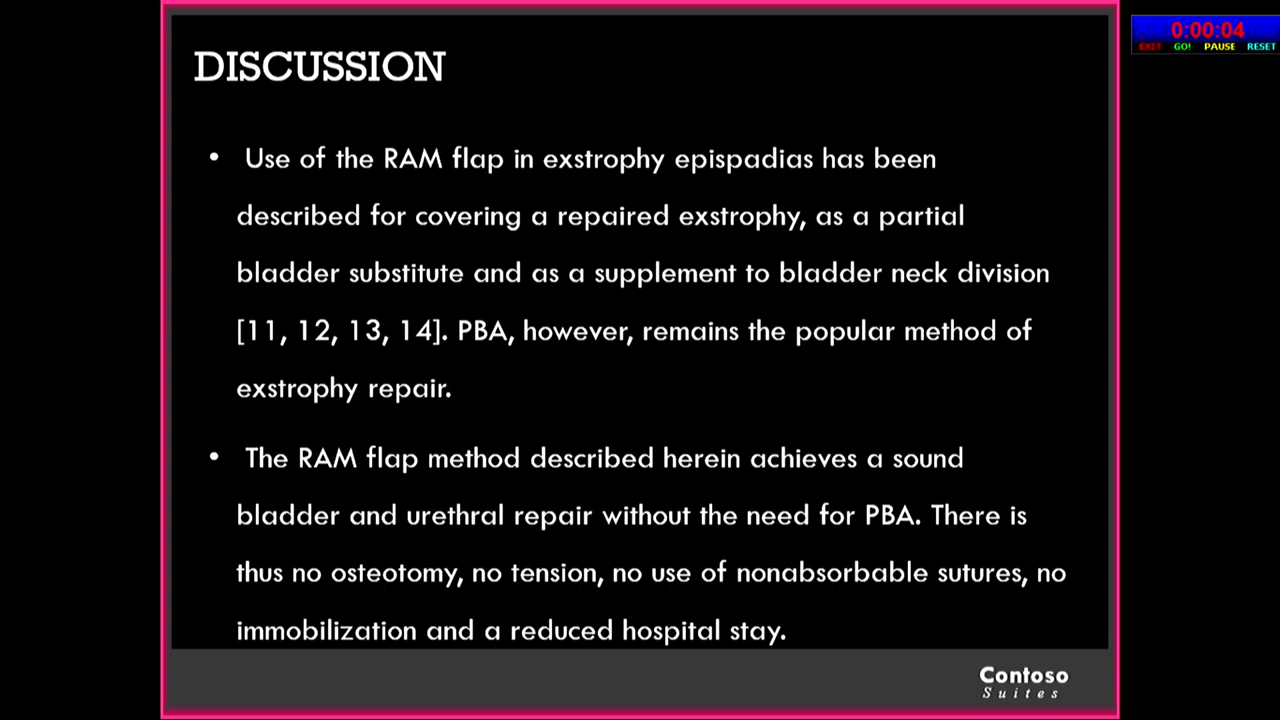 0:00:04
EXIT GO! PAUSE RESET
DISCUSSION
• Use of the RAM flap in exstrophy epispadias has been
described for covering a repaired exstrophy, as a partial
bladder substitute and as a supplement to bladder neck division
[11, 12, 13, 14]. PBA, however, remains the popular method of
exstrophy repair.
• The RAM flap method described herein achieves a sound
bladder and urethral repair without the need for PBA. There is
thus no osteotomy, no tension, no use of nonabsorbable sutures, no
immobilization and a reduced hospital stay.
Contoso
Suites